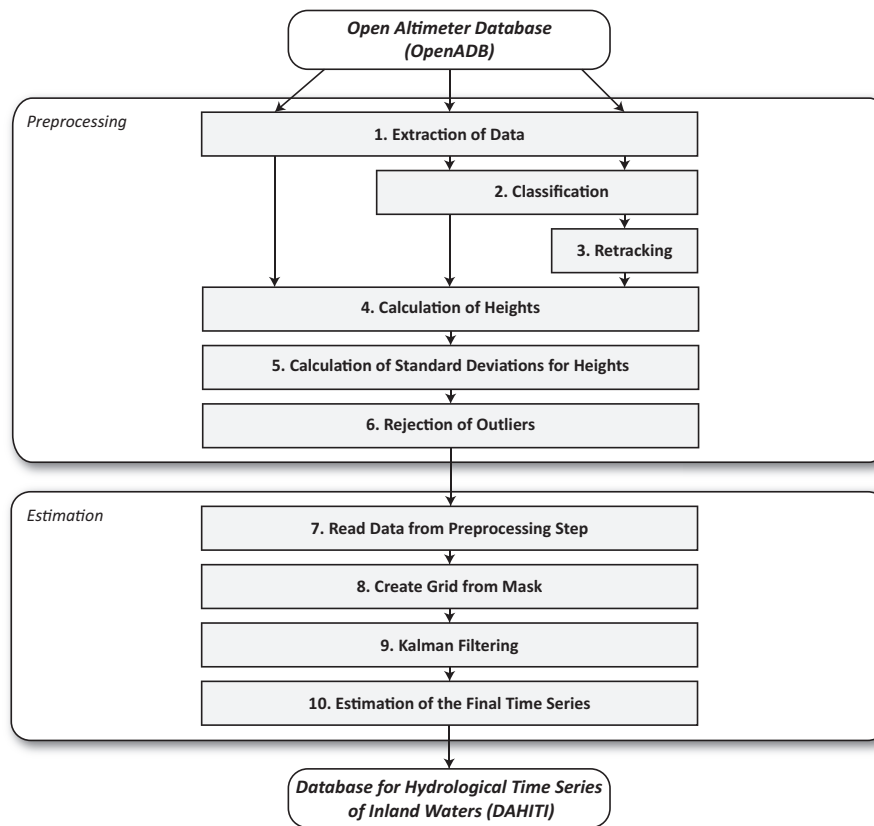 Open Altimeter Database
(OpenADB)
Preprocessing
1. Extraction of Data
2. Classification
3. Retracking
4. Calculation of Heights
5. Calculation of Standard Deviations for Heights
6. Rejection of Outliers
Estimation
7. Read Data from Preprocessing Step
8. Create Grid from Mask
9. Kalman Filtering
10. Estimation of the Final Time Series
Database for Hydrological Time Series
of Inland Waters (DAHITI)